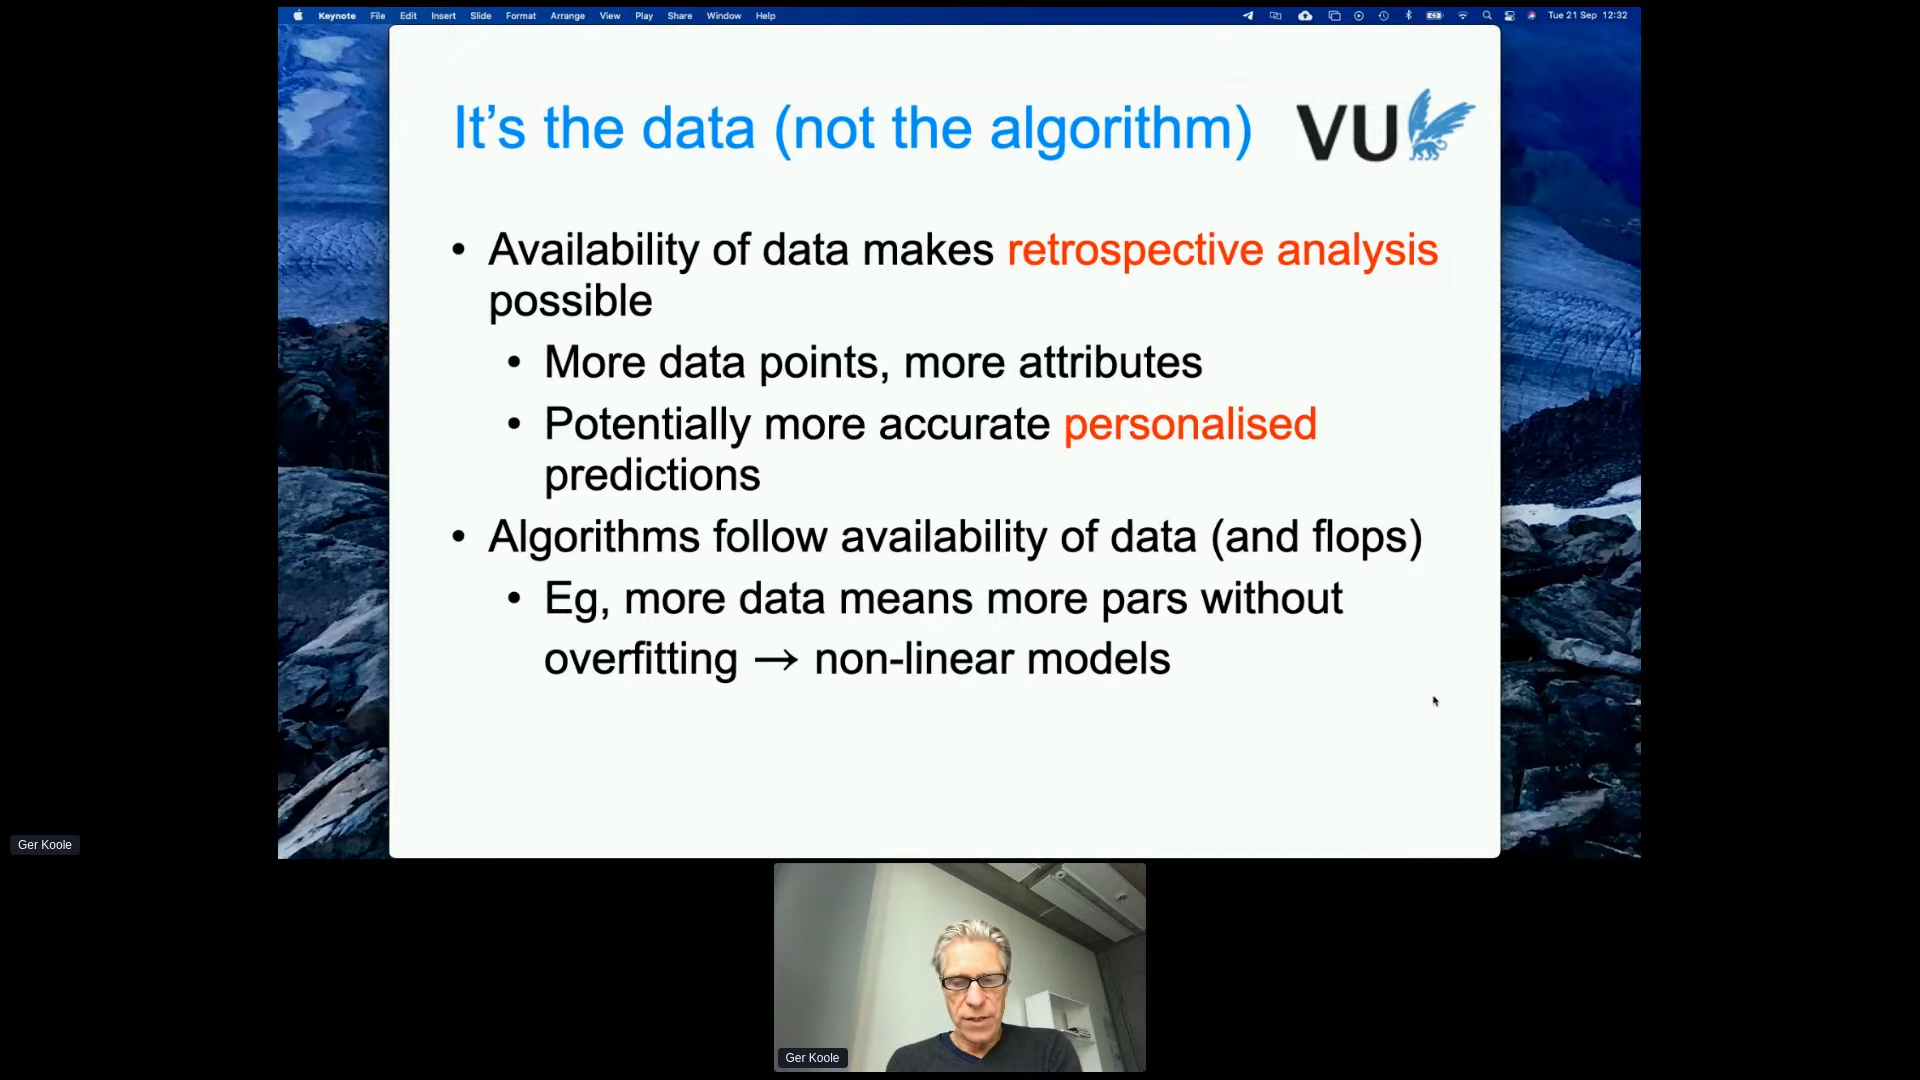 Keynote File Edit Insert Slide Format Arrange View Play Share Window Help Tue 21 Sep 12:32
It's the data (not the algorithm)
VU
• Availability of data makes retrospective analysis
possible
• More data points, more attributes
• Potentially more accurate personalised
predictions
• Algorithms follow availability of data (and flops)
• Eg, more data means more pars without
overfitting → non-linear models
Ger Koole
Ger Koole